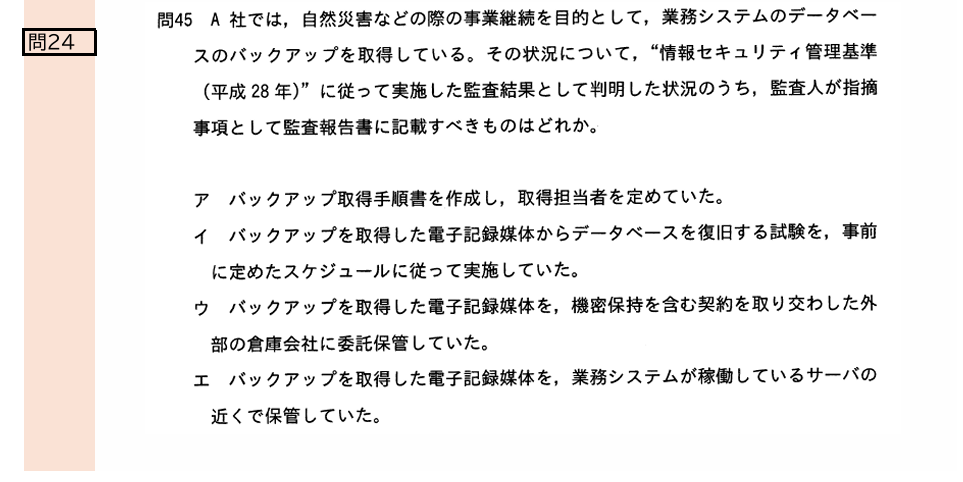 問24
問45 A 社では，自然災害などの際の事業継続を目的として，業務システムのデータベー
スのバックアップを取得している。その状況について，“情報セキュリティ管理基準
（平成 28 年）”に従って実施した監査結果として判明した状況のうち，監査人が指摘
事項として監査報告書に記載すべきものはどれか。
ア バックアップ取得手順書を作成し，取得担当者を定めていた。
イ バックアップを取得した電子記録媒体からデータベースを復旧する試験を，事前
に定めたスケジュールに従って実施していた。
ウ バックアップを取得した電子記録媒体を，機密保持を含む契約を取り交わした外
部の倉庫会社に委託保管していた。
エ バックアップを取得した電子記録媒体を，業務システムが稼働しているサーバの
近くで保管していた。